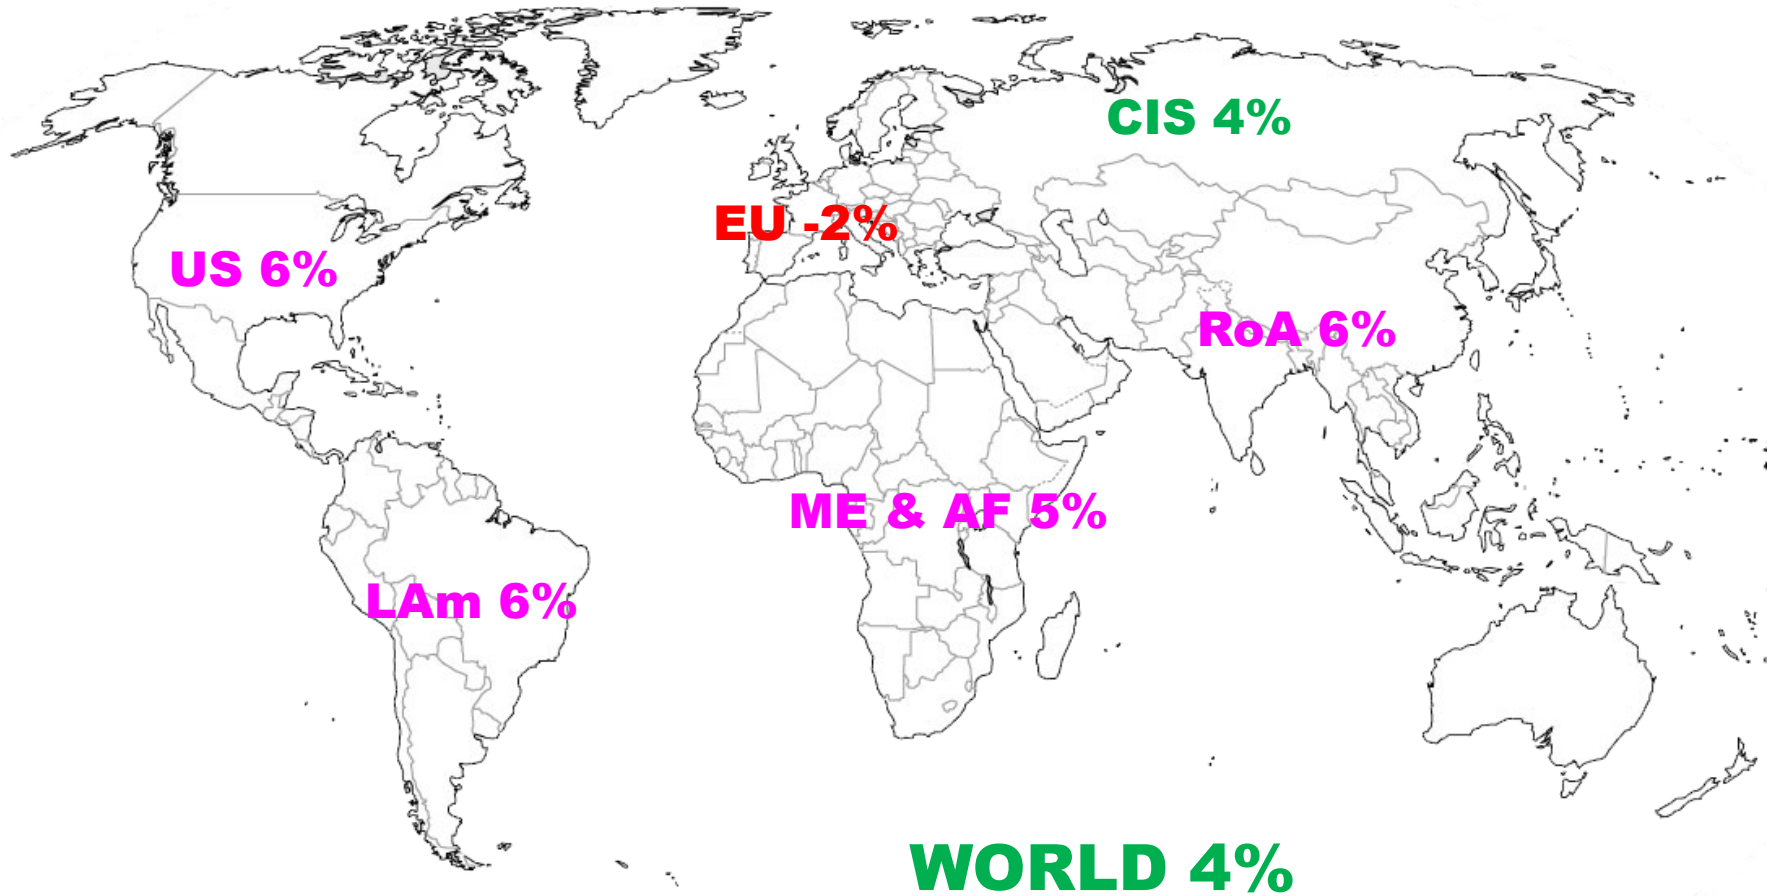 CIS 4%
EU -2%
US 6%
RoA 6%
ME & AF 5%
LAm 6%
WORLD 4%